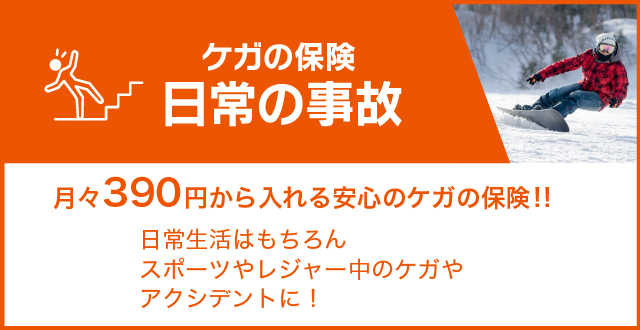 ケガの保険
日常の事故
月々390円から入れる安心のケガの保険!!
日常生活はもちろん
スポーツやレジャー中のケガや
アクシデントに！